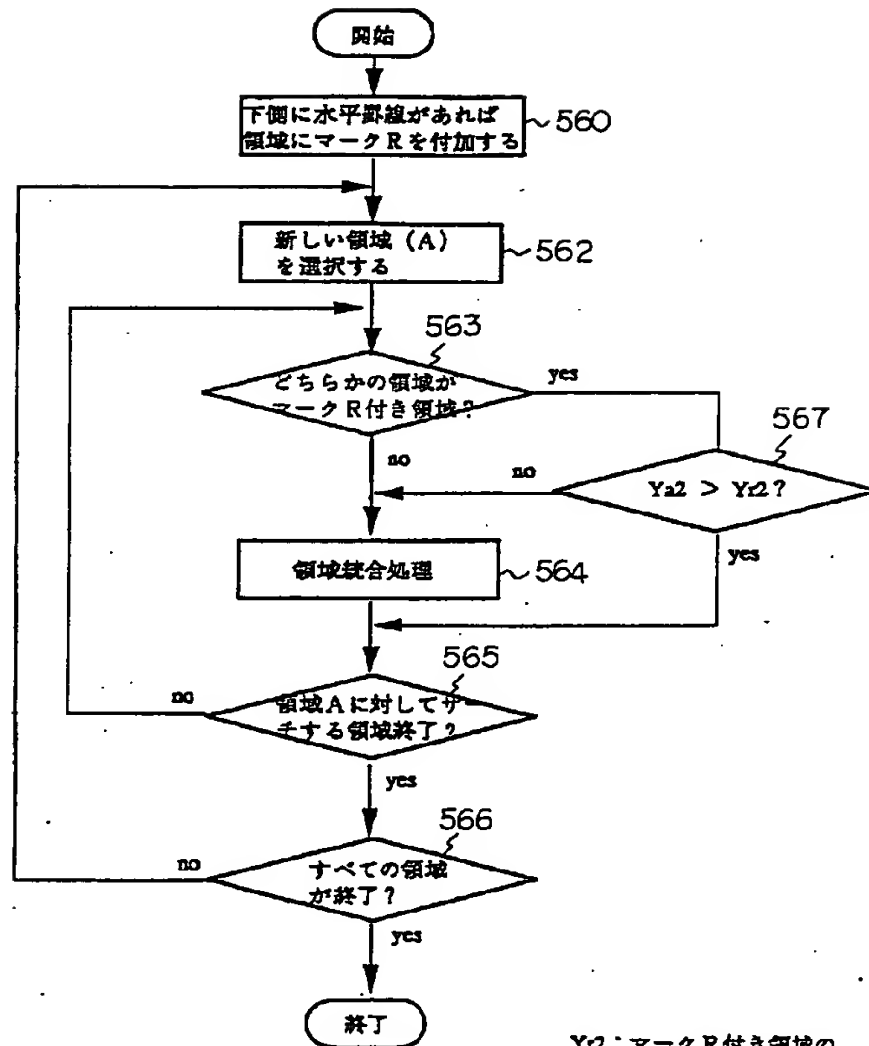 開始
下側に水平罫線があれば
領域にマークRを付加する
560
新しい領域(A)
を選択する
562
563
どちらかの領域が
マークR付き領域?
yes
567
no
no
Ya2 > Yr2?
領域統合処理
564
yes
565
no
領域Aに対してサー
チする領域終了?
yes
566
no
すべての領域
が終了?
yes
終了
Yr2:マークR付き領域の